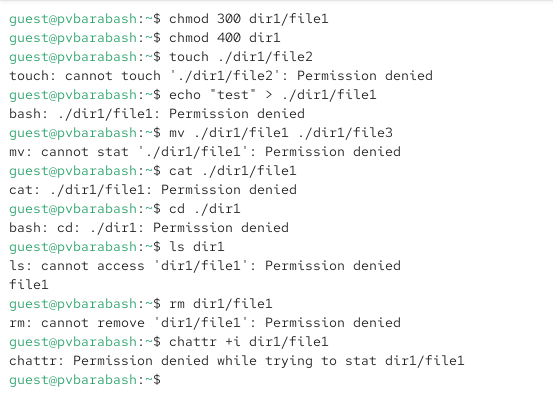 guest@pvbarabash:~$ chmod 300 dir1/file1
guest@pvbarabash:~$ chmod 400 dir1
guest@pvbarabash:~$ touch ./dir1/file2
touch: cannot touch './dir1/file2': Permission denied
guest@pvbarabash:~$ echo "test" > ./dir1/file1
bash: ./dir1/file1: Permission denied
guest@pvbarabash:~$ mv ./dir1/file1 ./dir1/file3
mv: cannot stat './dir1/file1': Permission denied
guest@pvbarabash:~$ cat ./dir1/file1
cat: ./dir1/file1: Permission denied
guest@pvbarabash:~$ cd ./dir1
bash: cd: ./dir1: Permission denied
guest@pvbarabash:~$ ls dir1
ls: cannot access 'dir1/file1': Permission denied
file1
guest@pvbarabash:~$ rm dir1/file1
rm: cannot remove 'dir1/file1': Permission denied
guest@pvbarabash:~$ chattr +i dir1/file1
chattr: Permission denied while trying to stat dir1/file1
guest@pvbarabash:~$